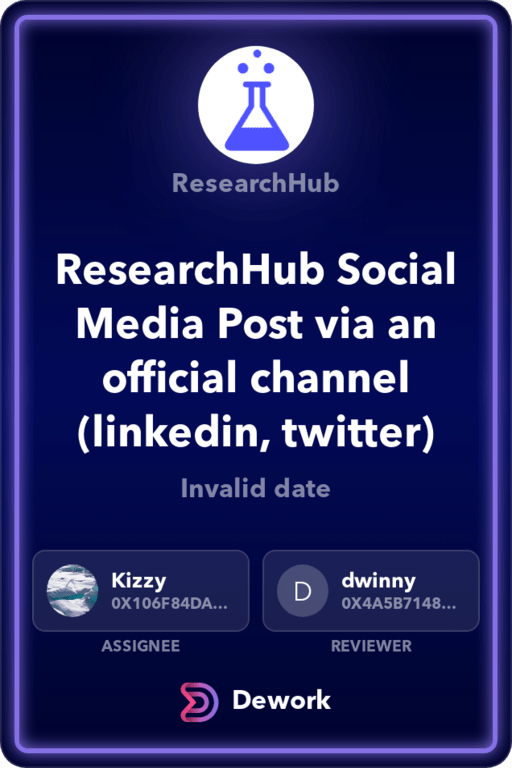 ResearchHub
ResearchHub Social
Media Post via an
official channel
(linkedin, twitter)
Invalid date
Kizzy
0X106F84DA...
ASSIGNEE
D
dwinny
0X4A5B7148...
REVIEWER
Dework